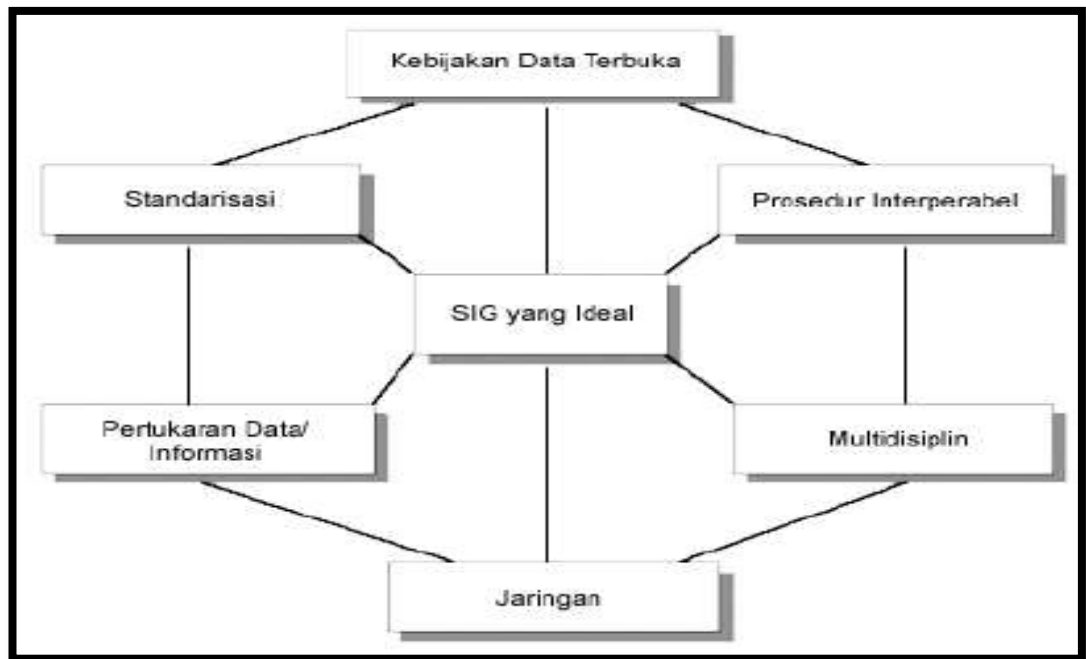 Kebijakan Data Terbuka
Standarisasi
Prosedur Interperabel
SIG yang Ideal
Pertukaran Data/
Informasi
Multidisiplin
Jaringan